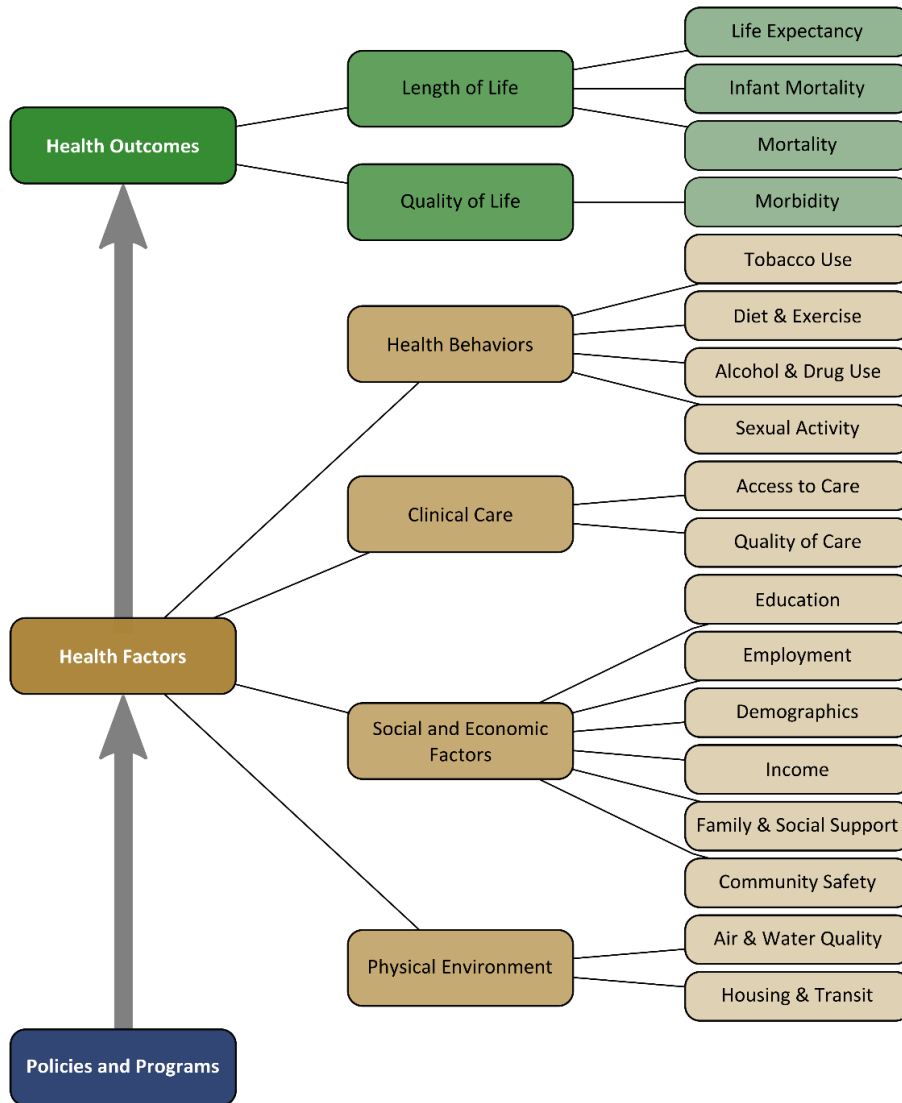 Life Expectancy
Length of Life
Infant Mortality
Health Outcomes
Mortality
Quality of Life
Morbidity
Tobacco Use
Diet & Exercise
Health Behaviors
Alcohol & Drug Use
Sexual Activity
Access to Care
Clinical Care
Quality of Care
Education
Health Factors
Employment
Demographics
Social and Economic
Factors
Income
Family & Social Support
Community Safety
Air & Water Quality
Physical Environment
Housing & Transit
Policies and Programs